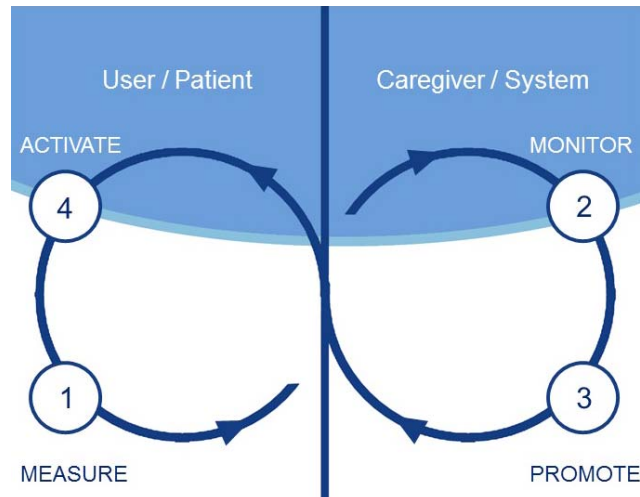 User / Patient
Caregiver / System
ACTIVATE
MONITOR
4
2
1
3
MEASURE
PROMOTE